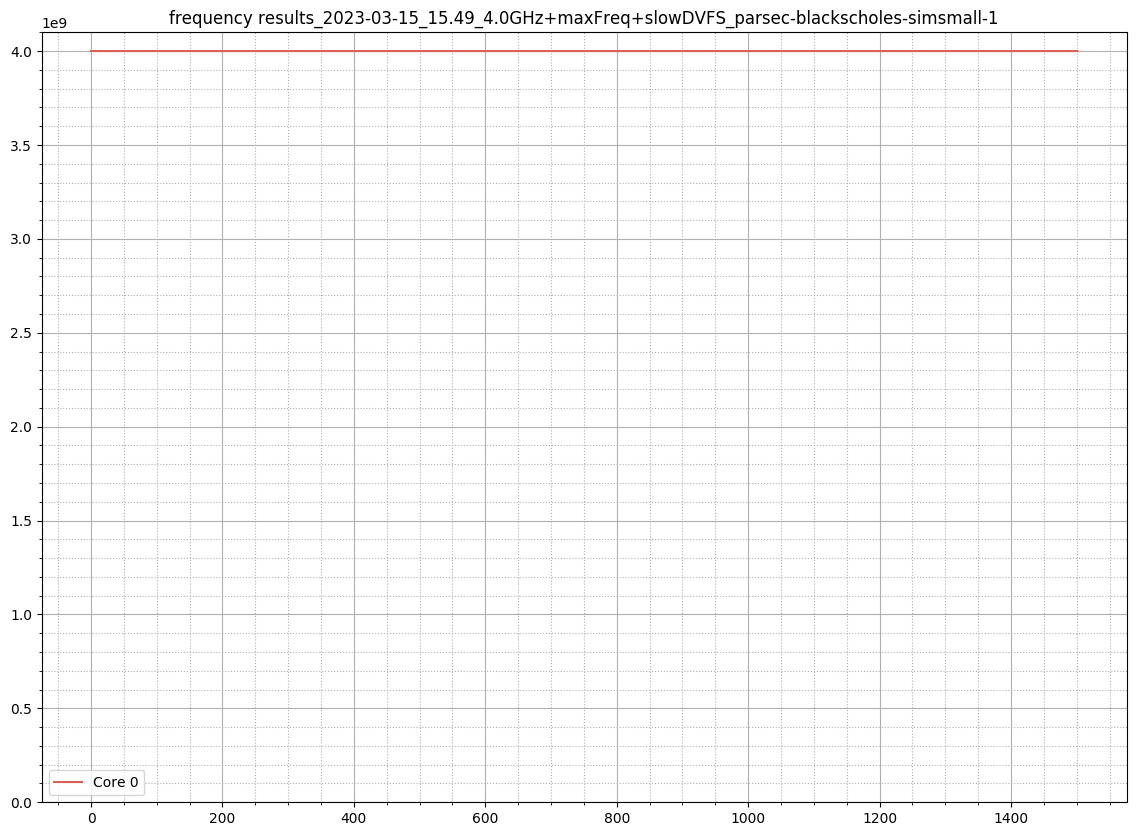 frequency results_2023-03-15_15.49_4.0GHz+maxFreq+slowDVFS_parsec-blackscholes-simsmall-1
1e9
4.0
3.5
3.0
2.5
2.0
1.5
1.0
0.5
0.0
Core 0
0 200 400 600 800 1000 1200 1400